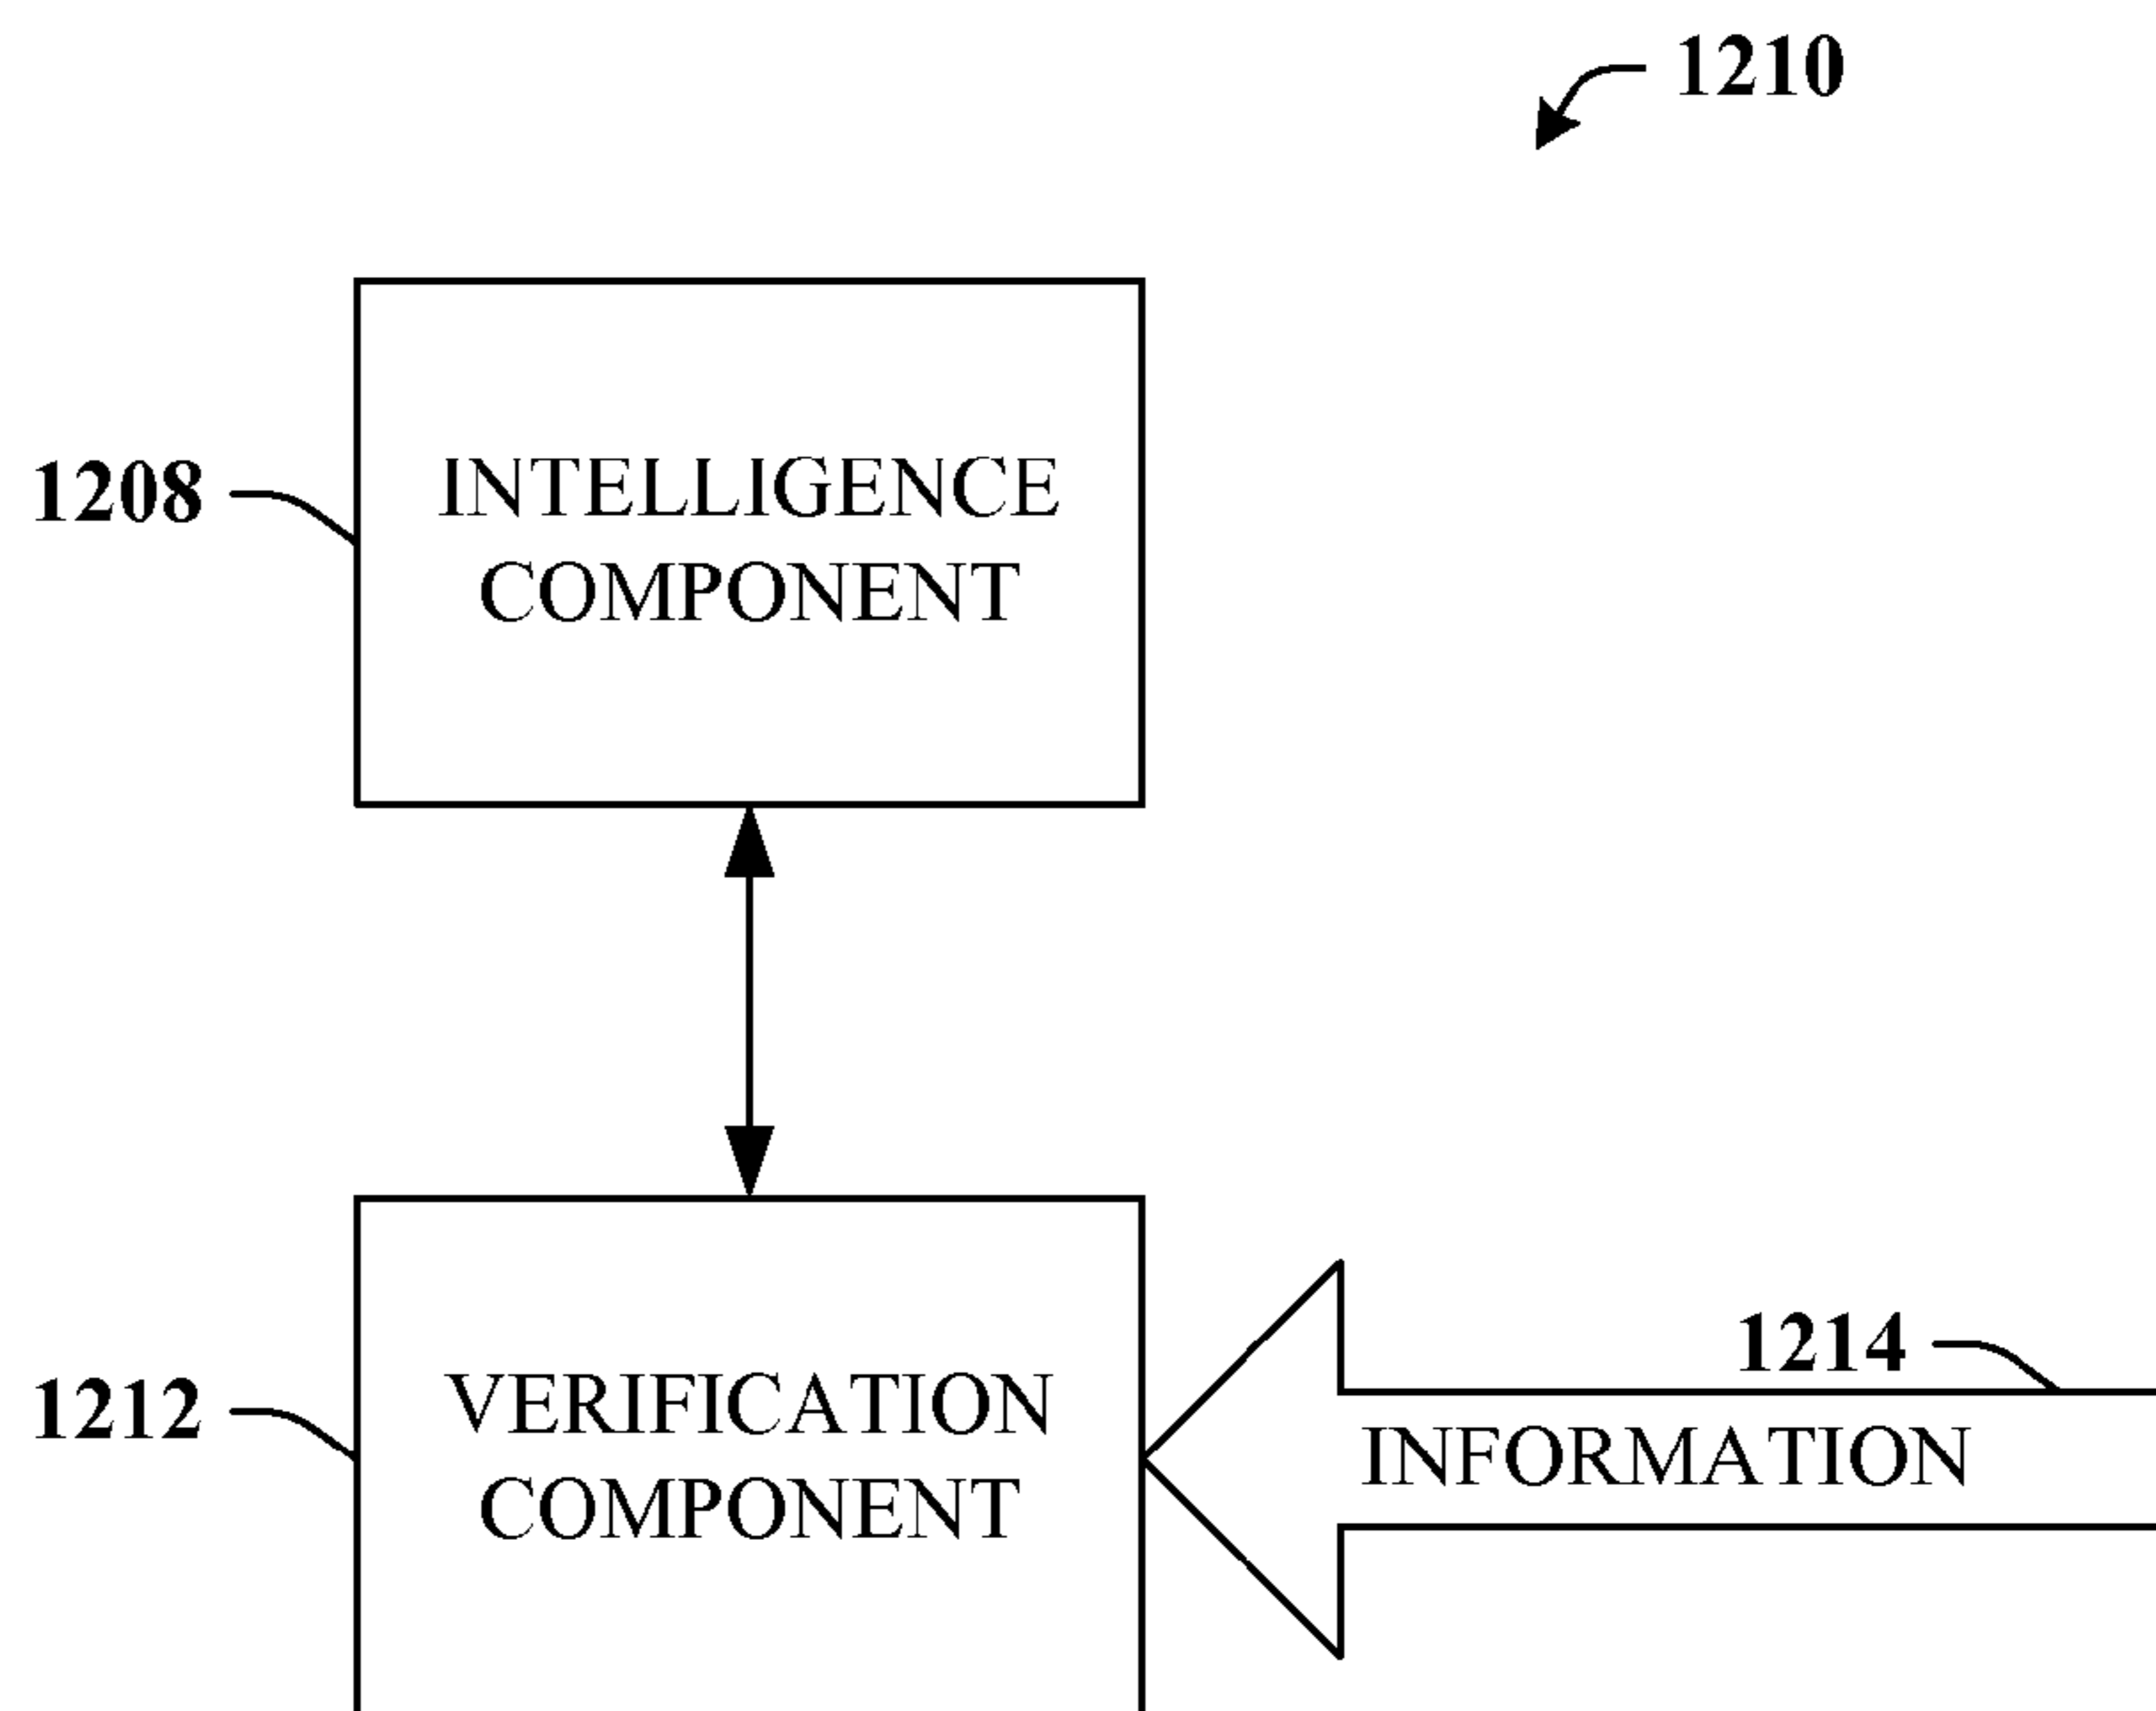 1210
1208
INTELLIGENCE
COMPONENT
1214
1212
VERIFICATION
COMPONENT
INFORMATION